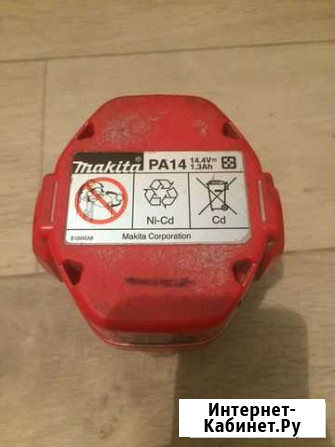 makita PA14 14.4V⎓
1.3Ah
Ni-Cd
Cd
Makita Corporation
Интернет-
Кабинет.Ру